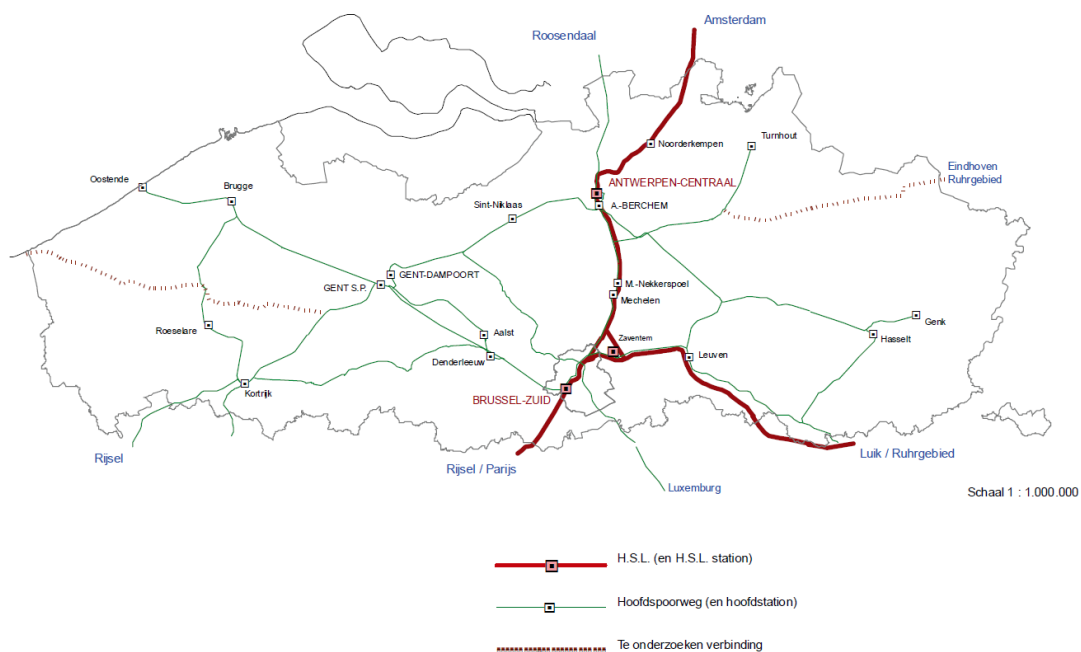 Amsterdam
Roosendaal
Turnhout
Noorderkempen
Eindhoven
Ruhrgebied
Oostende
Brugge
ANTWERPEN-CENTRAAL
Sint-Niklaas
A.-BERCHEM
GENT-DAMPOORT
GENT S.P.
M.-Nekkerspoel
Mechelen
Genk
Roeselare
Aalst
Zaventem
Hasselt
Denderleeuw
Leuven
Kortrijk
BRUSSEL-ZUID
Rijsel
Rijsel / Parijs
Luik / Ruhrgebied
Luxemburg
Schaal 1 : 1.000.000
H.S.L. (en H.S.L. station)
Hoofdspoorweg (en hoofdstation)
Te onderzoeken verbinding